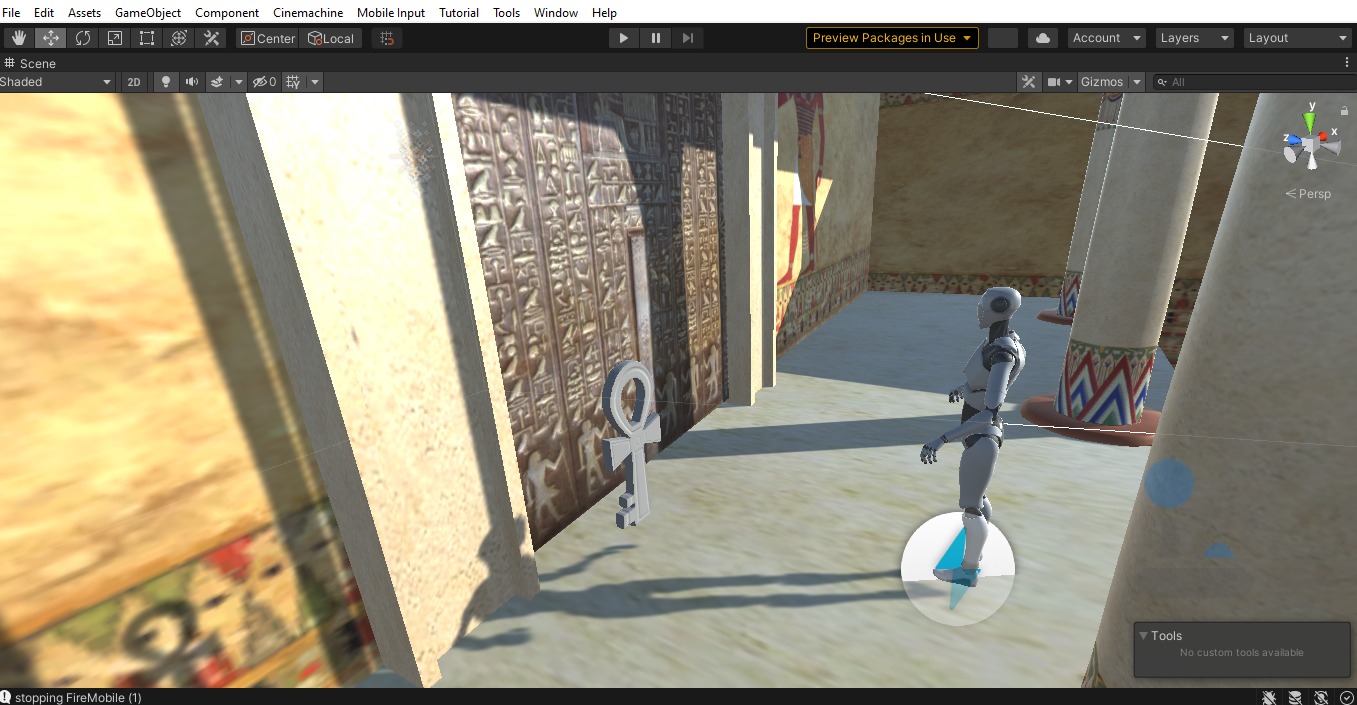 File Edit Assets GameObject Component Cinemachine Mobile Input Tutorial Tools Window Help
Center Local Preview Packages in Use Account Layers Layout
Scene
Shaded 2D 0 Gizmos All
y
z x
Persp
Tools
No custom tools available
stopping FireMobile (1)